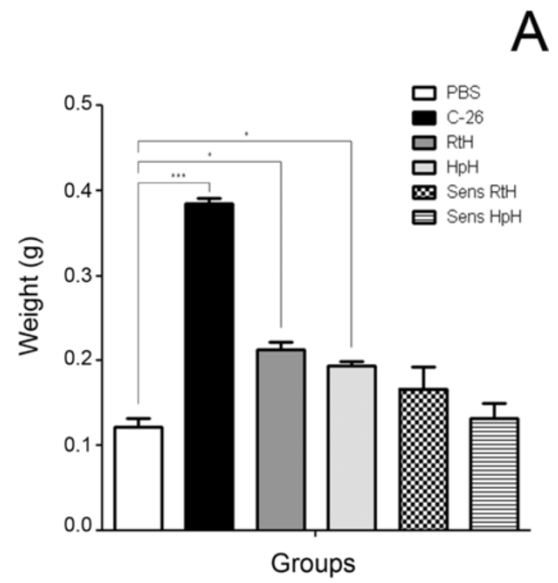 A
PBS
C-26
RtH
HpH
Sens RtH
Sens HpH
0.5
0.4
0.3
0.2
0.1
0.0
Weight (g)
*
*
***
Groups